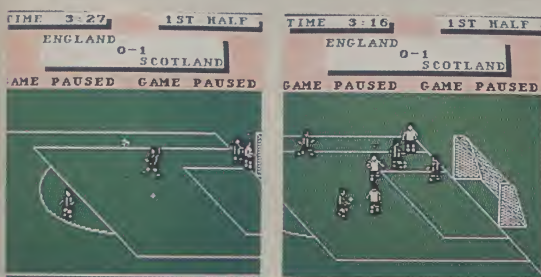 TIME 3:27 1ST HALF
ENGLAND
0-1
SCOTLAND
GAME PAUSED GAME PAUSED
TIME 3:16 1ST HALF
ENGLAND
0-1
SCOTLAND
GAME PAUSED GAME PAUSED